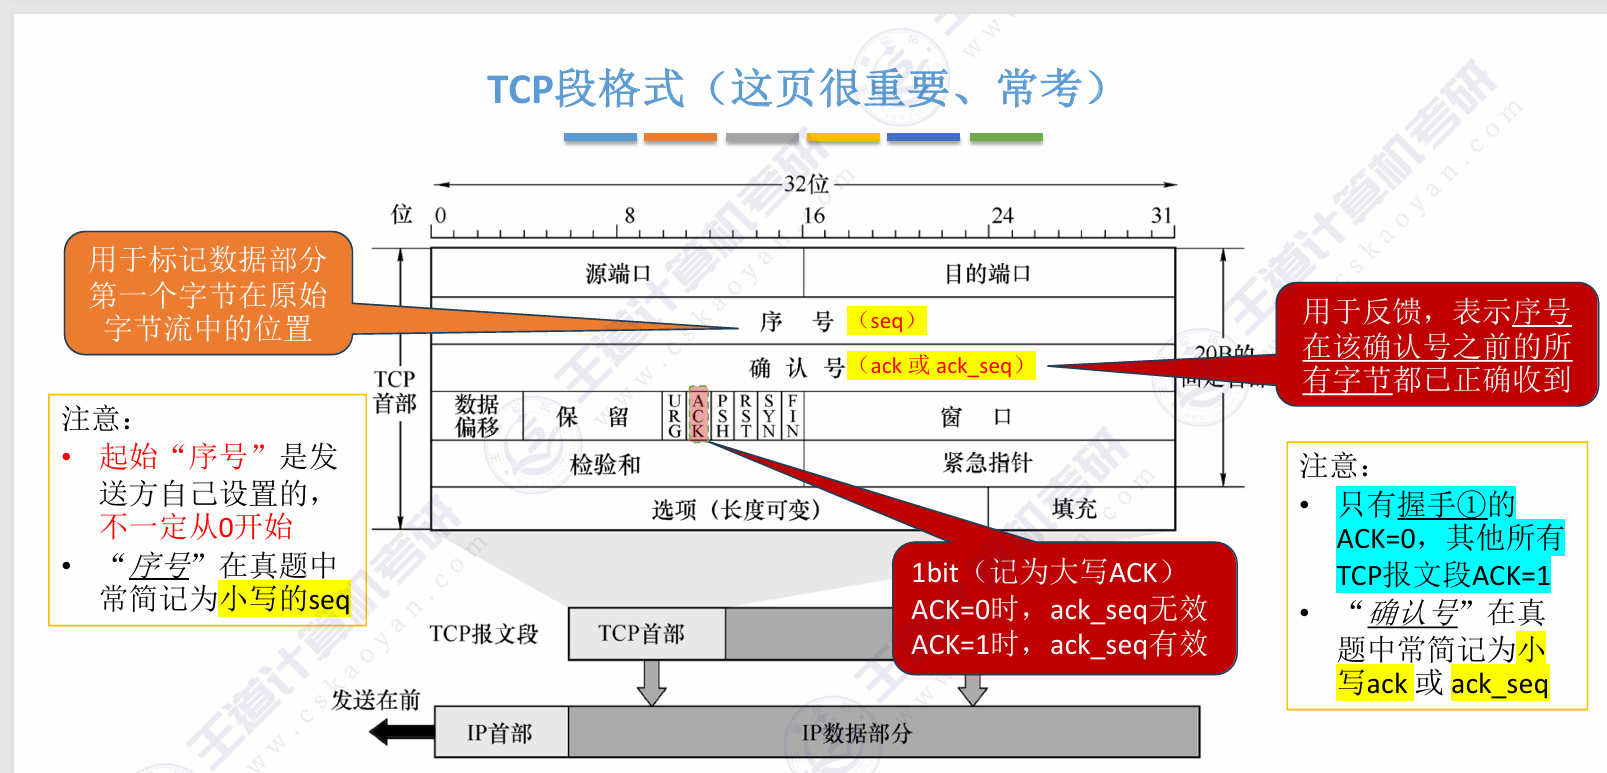 TCP段格式（这页很重要、常考）
32位
位 0 8 16 24 31
用于标记数据部分
第一个字节在原始
字节流中的位置
源端口 目的端口
序 号 （seq）
确 认 号 （ack 或 ack_seq）
TCP
首部
20B的
用于反馈，表示序号
在该确认号之前的所
有字节都已正确收到
数据
偏移
保 留
URG
ACK
PSH
RST
SYN
FIN
窗 口
检验和 紧急指针
选项（长度可变） 填充
注意：
• 起始“序号”是发
送方自己设置的，
不一定从0开始
• “序号”在真题中
常简记为小写的seq
注意：
• 只有握手①的
ACK=0，其他所有
TCP报文段ACK=1
• “确认号”在真
题中常简记为小
写ack 或 ack_seq
1bit（记为大写ACK）
ACK=0时，ack_seq无效
ACK=1时，ack_seq有效
TCP报文段 TCP首部
发送在前
IP首部 IP数据部分
王道计算机考研
www.cskaoyan.com